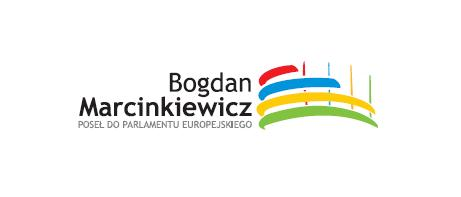 Bogdan
Marcinkiewicz
POSEŁ DO PARLAMENTU EUROPEJSKIEGO